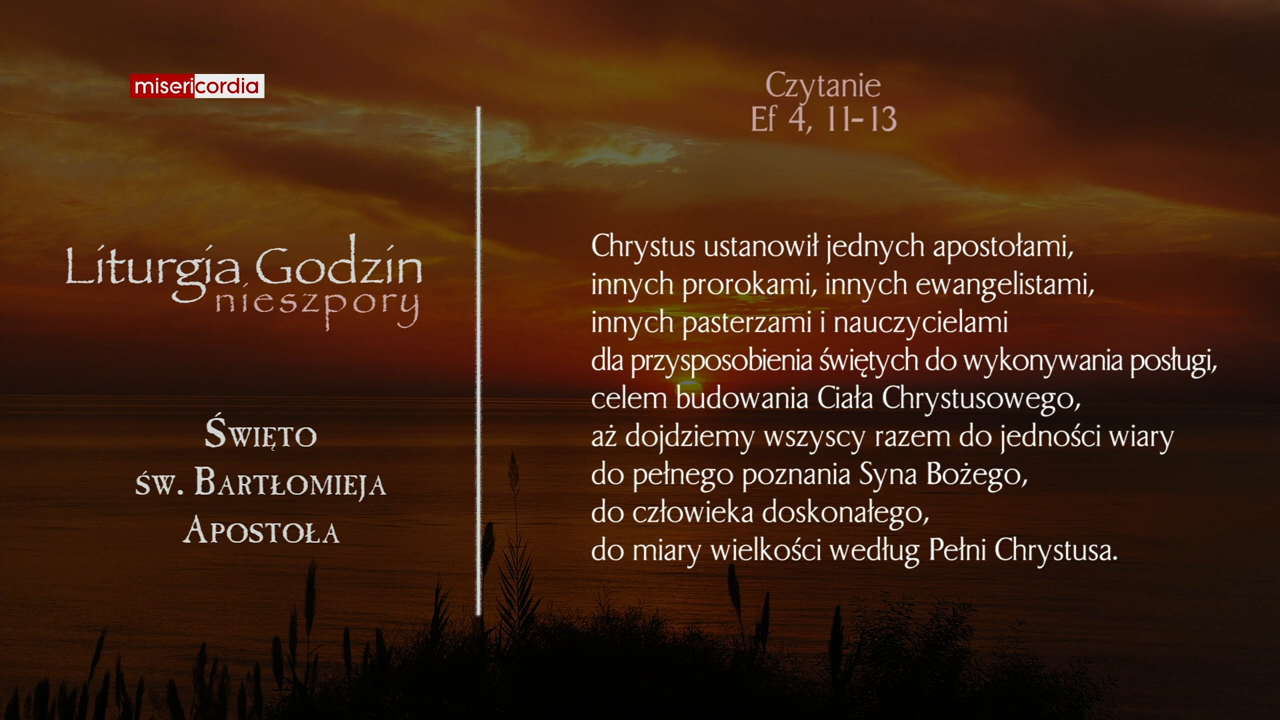 misericordia
Liturgia Godzin
nieszpory
Święto
św. Bartłomieja
Apostoła
Czytanie
Ef 4, 11-13
Chrystus ustanowił jednych apostołami,
innych prorokami, innych ewangelistami,
innych pasterzami i nauczycielami
dla przysposobienia świętych do wykonywania posługi,
celem budowania Ciała Chrystusowego,
aż dojdziemy wszyscy razem do jedności wiary
do pełnego poznania Syna Bożego,
do człowieka doskonałego,
do miary wielkości według Pełni Chrystusa.